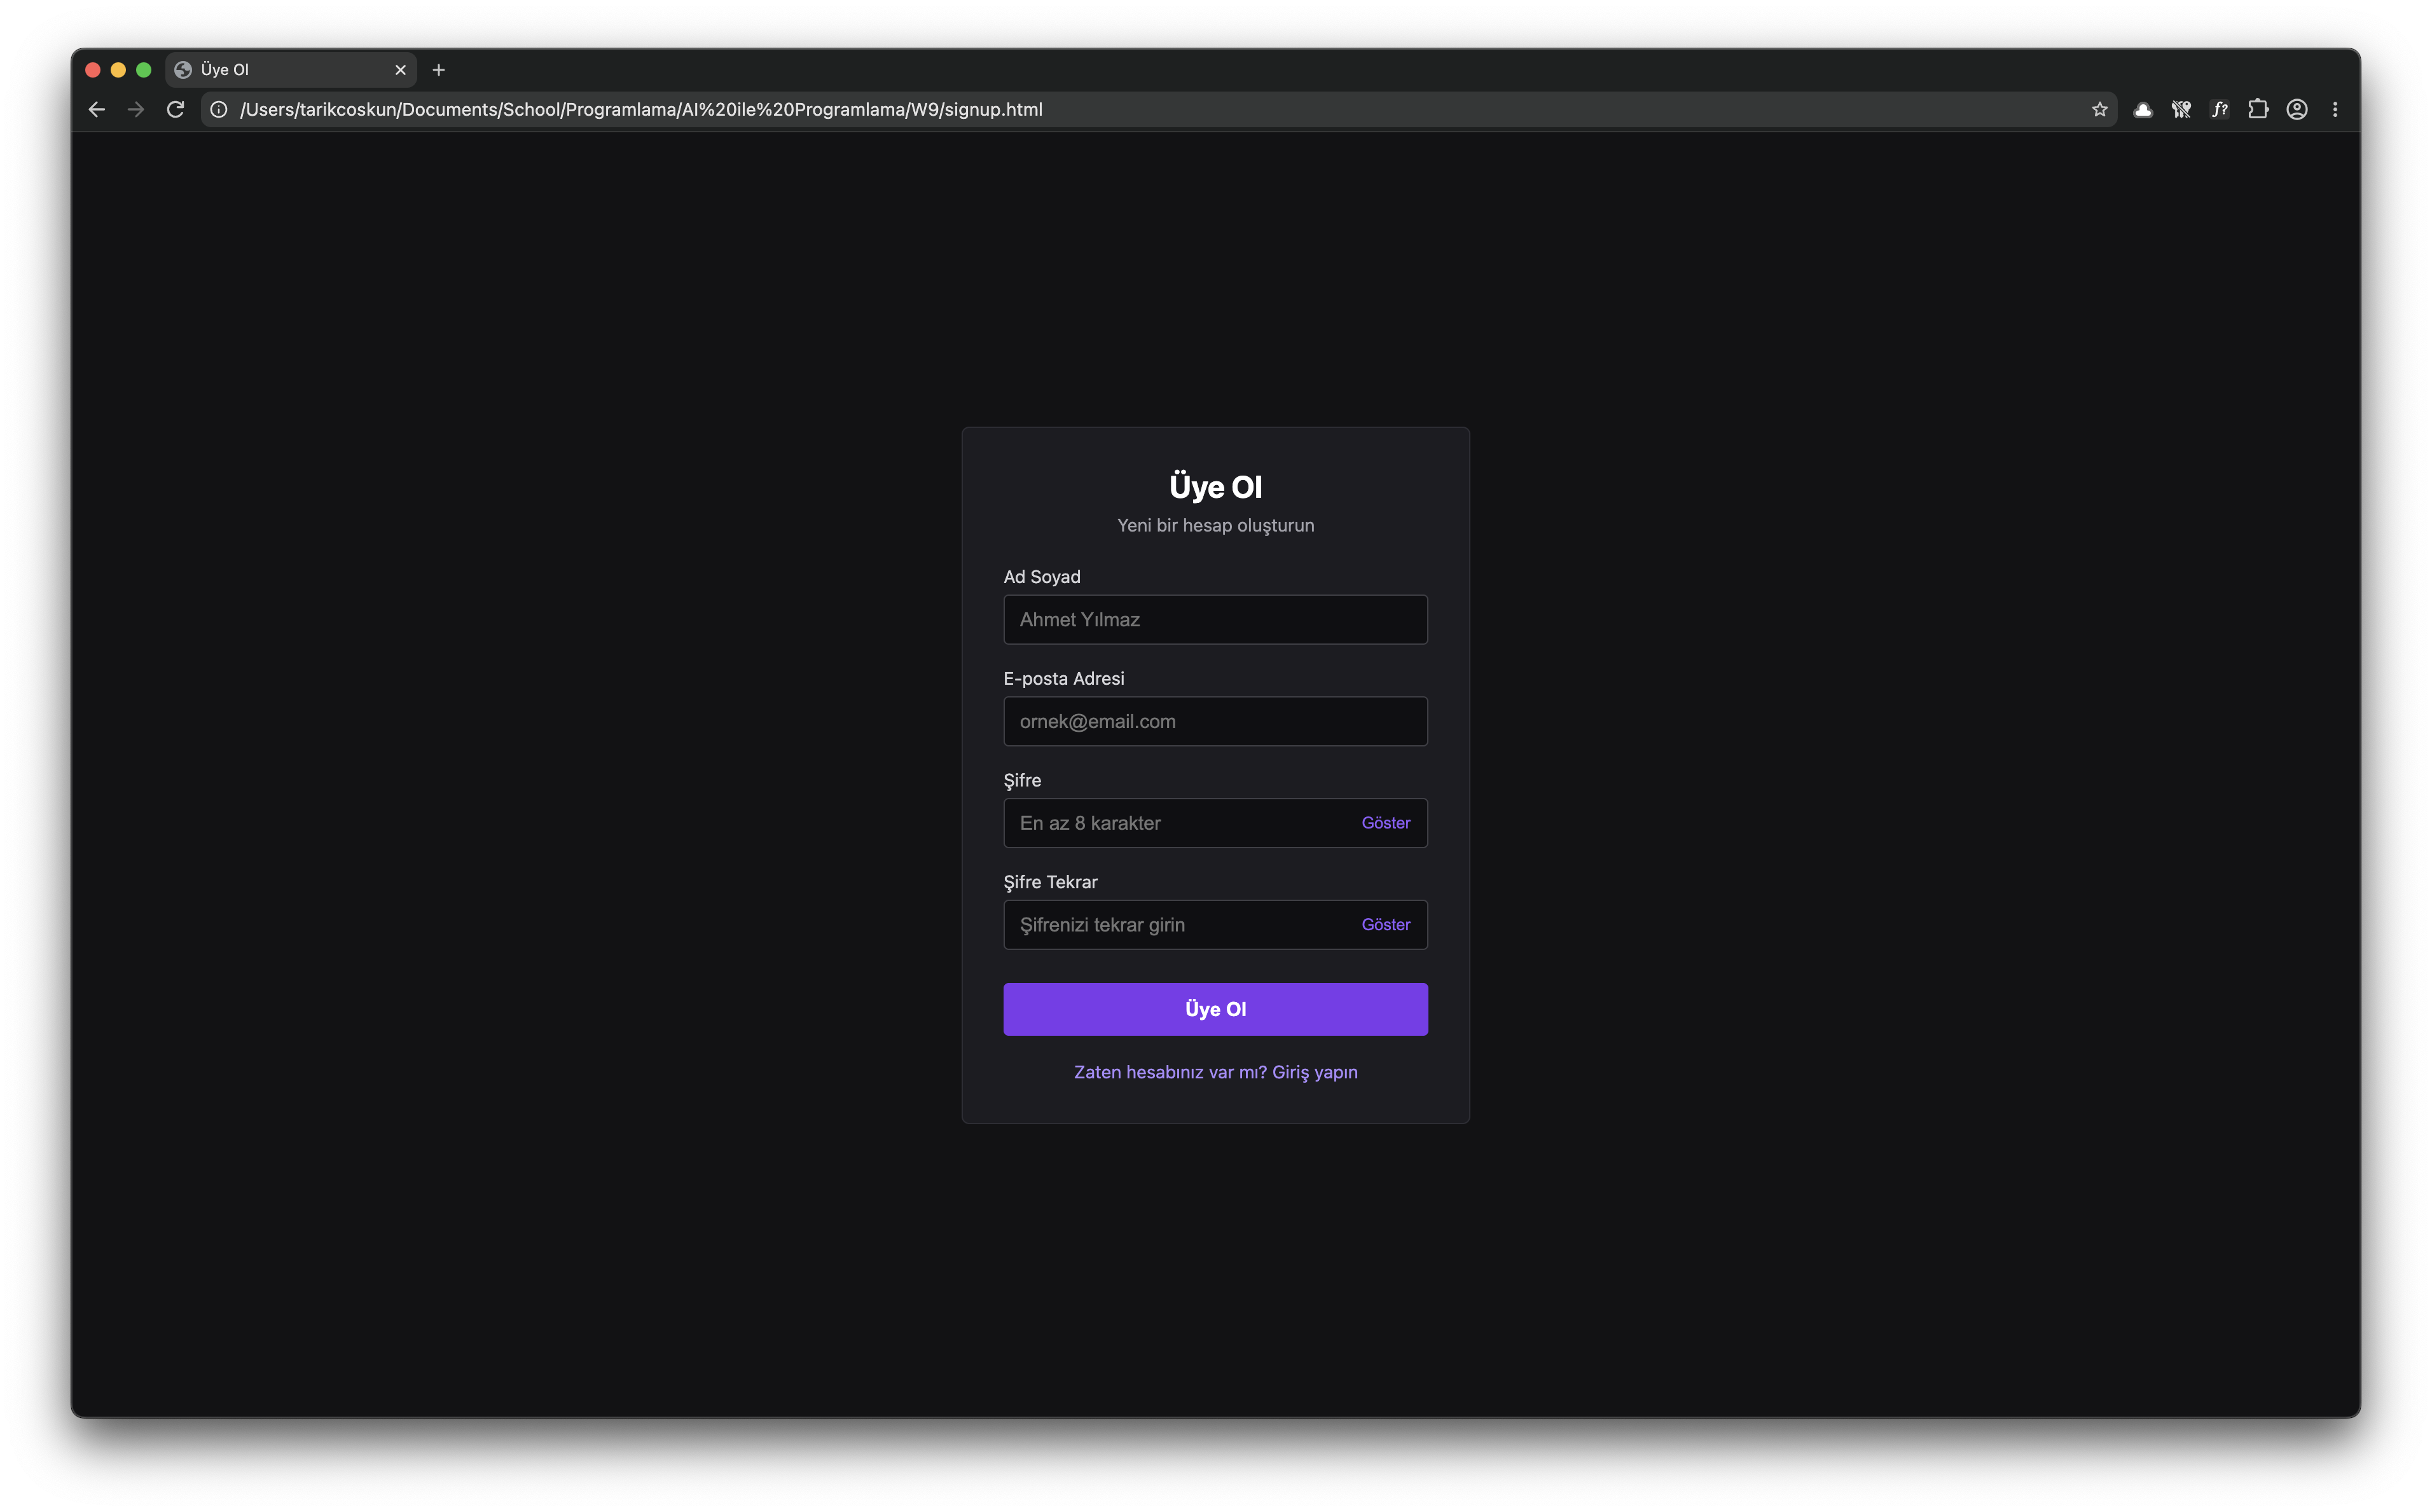 Üye Ol
/Users/tarikcoskun/Documents/School/Programlama/AI%20ile%20Programlama/W9/signup.html
f?
Üye Ol
Yeni bir hesap oluşturun
Ad Soyad
Ahmet Yılmaz
E-posta Adresi
ornek@email.com
Şifre
En az 8 karakter
Göster
Şifre Tekrar
Şifrenizi tekrar girin
Göster
Üye Ol
Zaten hesabınız var mı? Giriş yapın